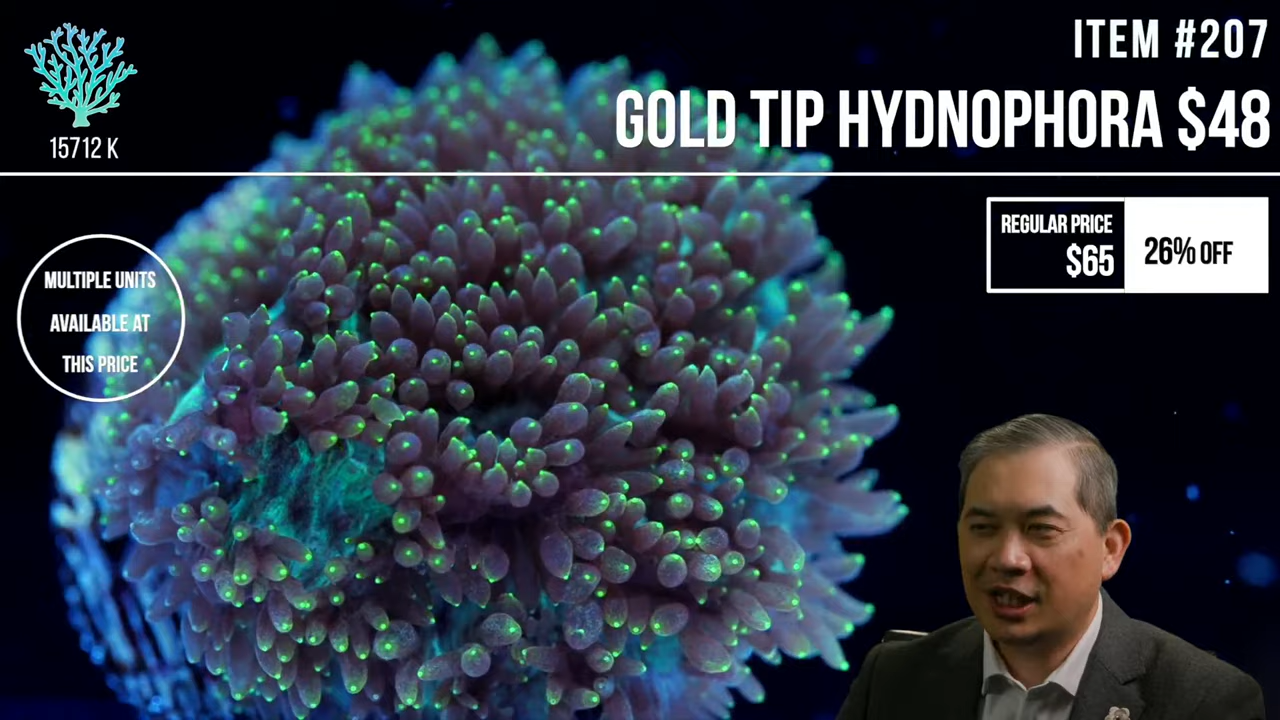 ITEM #207
GOLD TIP HYDNOPHORA $48
15712 K
REGULAR PRICE
$65
26% OFF
MULTIPLE UNITS
AVAILABLE AT
THIS PRICE